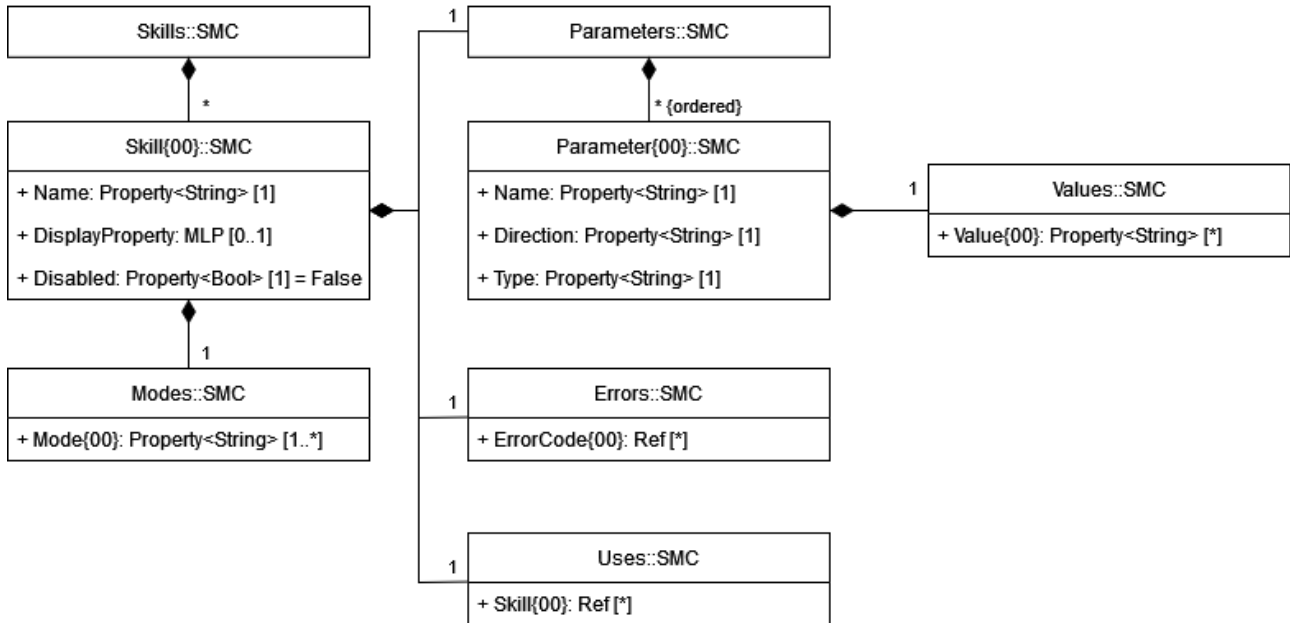 Skills::SMC
*
Skill{00}::SMC
+ Name: Property<String> [1]
+ DisplayProperty: MLP [0..1]
+ Disabled: Property<Bool> [1] = False
1
Modes::SMC
+ Mode{00}: Property<String> [1..*]
1
Parameters::SMC
* {ordered}
Parameter{00}::SMC
+ Name: Property<String> [1]
+ Direction: Property<String> [1]
+ Type: Property<String> [1]
1
Values::SMC
+ Value{00}: Property<String> [*]
1
Errors::SMC
+ ErrorCode{00}: Ref [*]
1
Uses::SMC
+ Skill{00}: Ref [*]